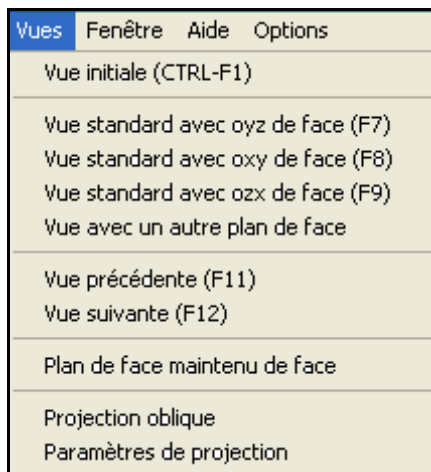 Vues Fenêtre Aide Options
Vue initiale (CTRL-F1)
Vue standard avec oyz de face (F7)
Vue standard avec oxy de face (F8)
Vue standard avec ozx de face (F9)
Vue avec un autre plan de face
Vue précédente (F11)
Vue suivante (F12)
Plan de face maintenu de face
Projection oblique
Paramètres de projection